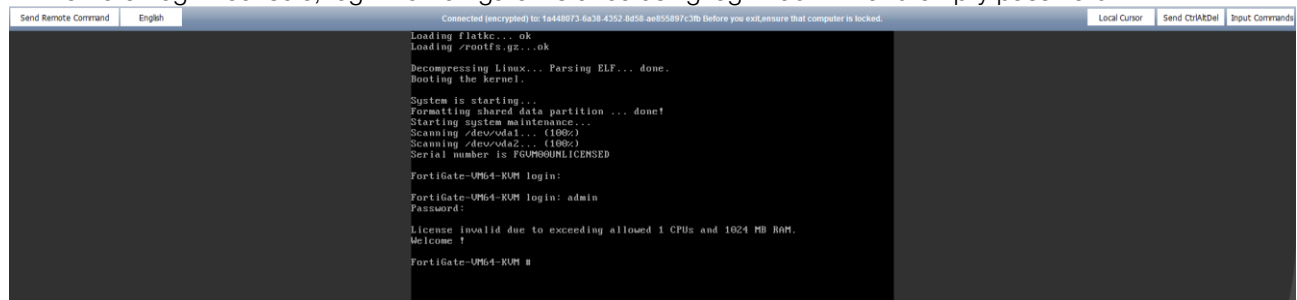 Send Remote Command English Connected (encrypted) to: 1a448073-6a38-4352-8d58-ae855897c3fb Before you exit,ensure that computer is locked. Local Cursor Send CtrlAltDel Input Commands
Loading flatkc... ok
Loading /rootfs.gz...ok
Decompressing Linux... Parsing ELF... done.
Booting the kernel.
System is starting...
Formatting shared data partition ... done!
Starting system maintenance...
Scanning /dev/vda1... (100%)
Scanning /dev/vda2... (100%)
Serial number is FGVM00UNLICENSED
FortiGate-VM64-KVM login:
FortiGate-VM64-KVM login: admin
Password:
License invalid due to exceeding allowed 1 CPUs and 1024 MB RAM.
Welcome !
FortiGate-VM64-KVM #